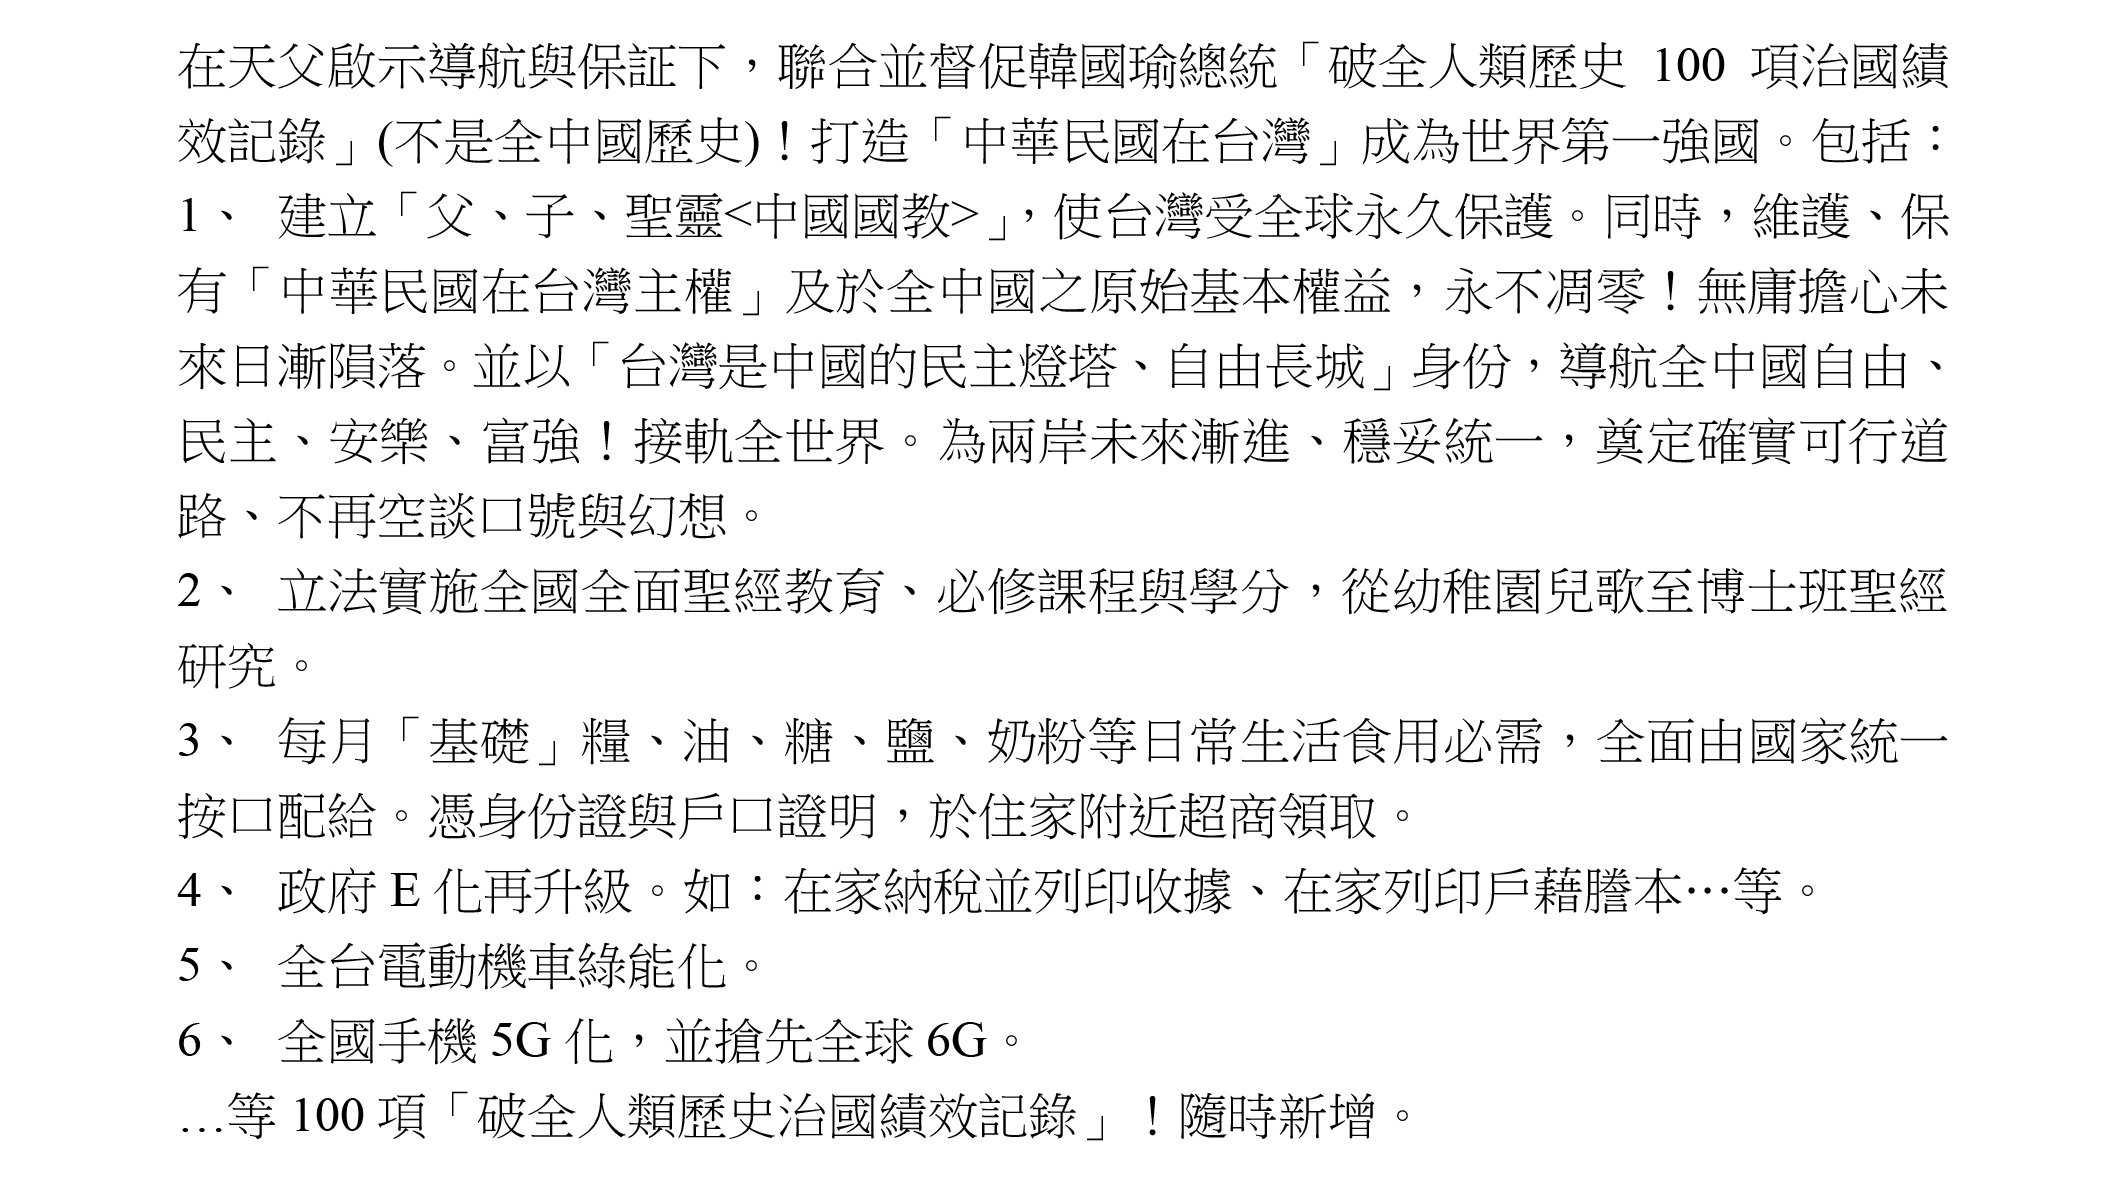 在天父啟示導航與保証下，聯合並督促韓國瑜總統「破全人類歷史 100 項治國績
效記錄」(不是全中國歷史)！打造「中華民國在台灣」成為世界第一強國。包括：
1、 建立「父、子、聖靈<中國國教>」，使台灣受全球永久保護。同時，維護、保
有「中華民國在台灣主權」及於全中國之原始基本權益，永不凋零！無庸擔心未
來日漸隕落。並以「台灣是中國的民主燈塔、自由長城」身份，導航全中國自由、
民主、安樂、富強！接軌全世界。為兩岸未來漸進、穩妥統一，奠定確實可行道
路、不再空談口號與幻想。
2、 立法實施全國全面聖經教育、必修課程與學分，從幼稚園兒歌至博士班聖經
研究。
3、 每月「基礎」糧、油、糖、鹽、奶粉等日常生活食用必需，全面由國家統一
按口配給。憑身份證與戶口證明，於住家附近超商領取。
4、 政府 E 化再升級。如：在家納稅並列印收據、在家列印戶藉謄本…等。
5、 全台電動機車綠能化。
6、 全國手機 5G 化，並搶先全球 6G。
…等 100 項「破全人類歷史治國績效記錄」！隨時新增。